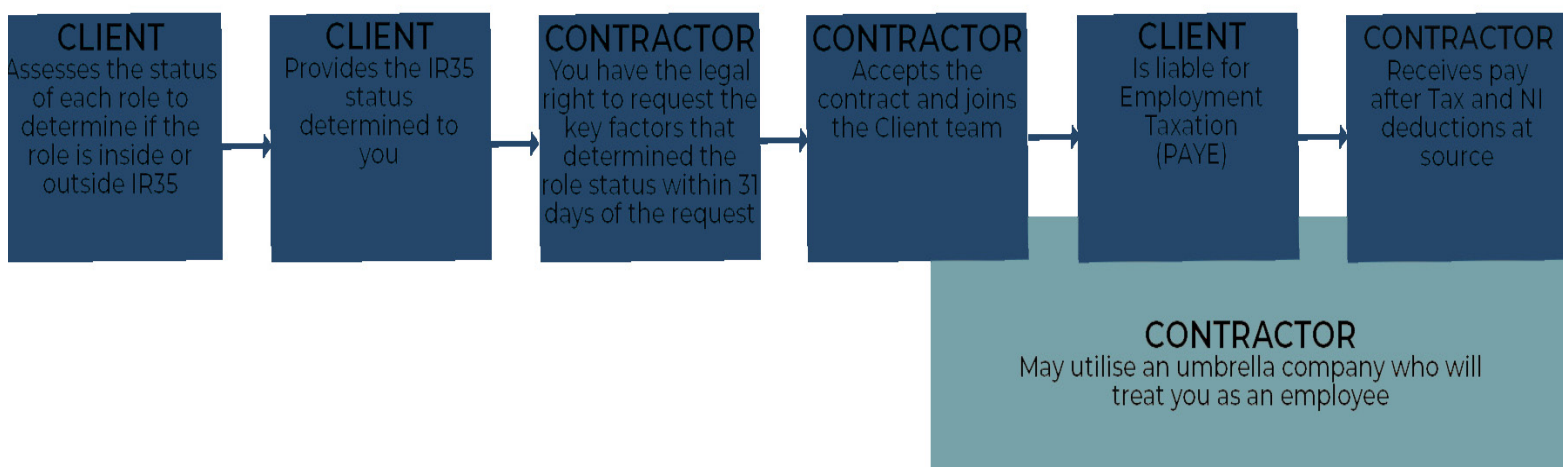 CLIENT
Assesses the status
of each role to
determine if the
role is inside or
outside IR35
CLIENT
Provides the IR35
status
determined to
you
CONTRACTOR
You have the legal
right to request the
key factors that
determined the
role status within 31
days of the request
CONTRACTOR
Accepts the
contract and joins
the Client team
CLIENT
Is liable for
Employment
Taxation
(PAYE)
CONTRACTOR
Receives pay
after Tax and NI
deductions at
source
CONTRACTOR
May utilise an umbrella company who will
treat you as an employee